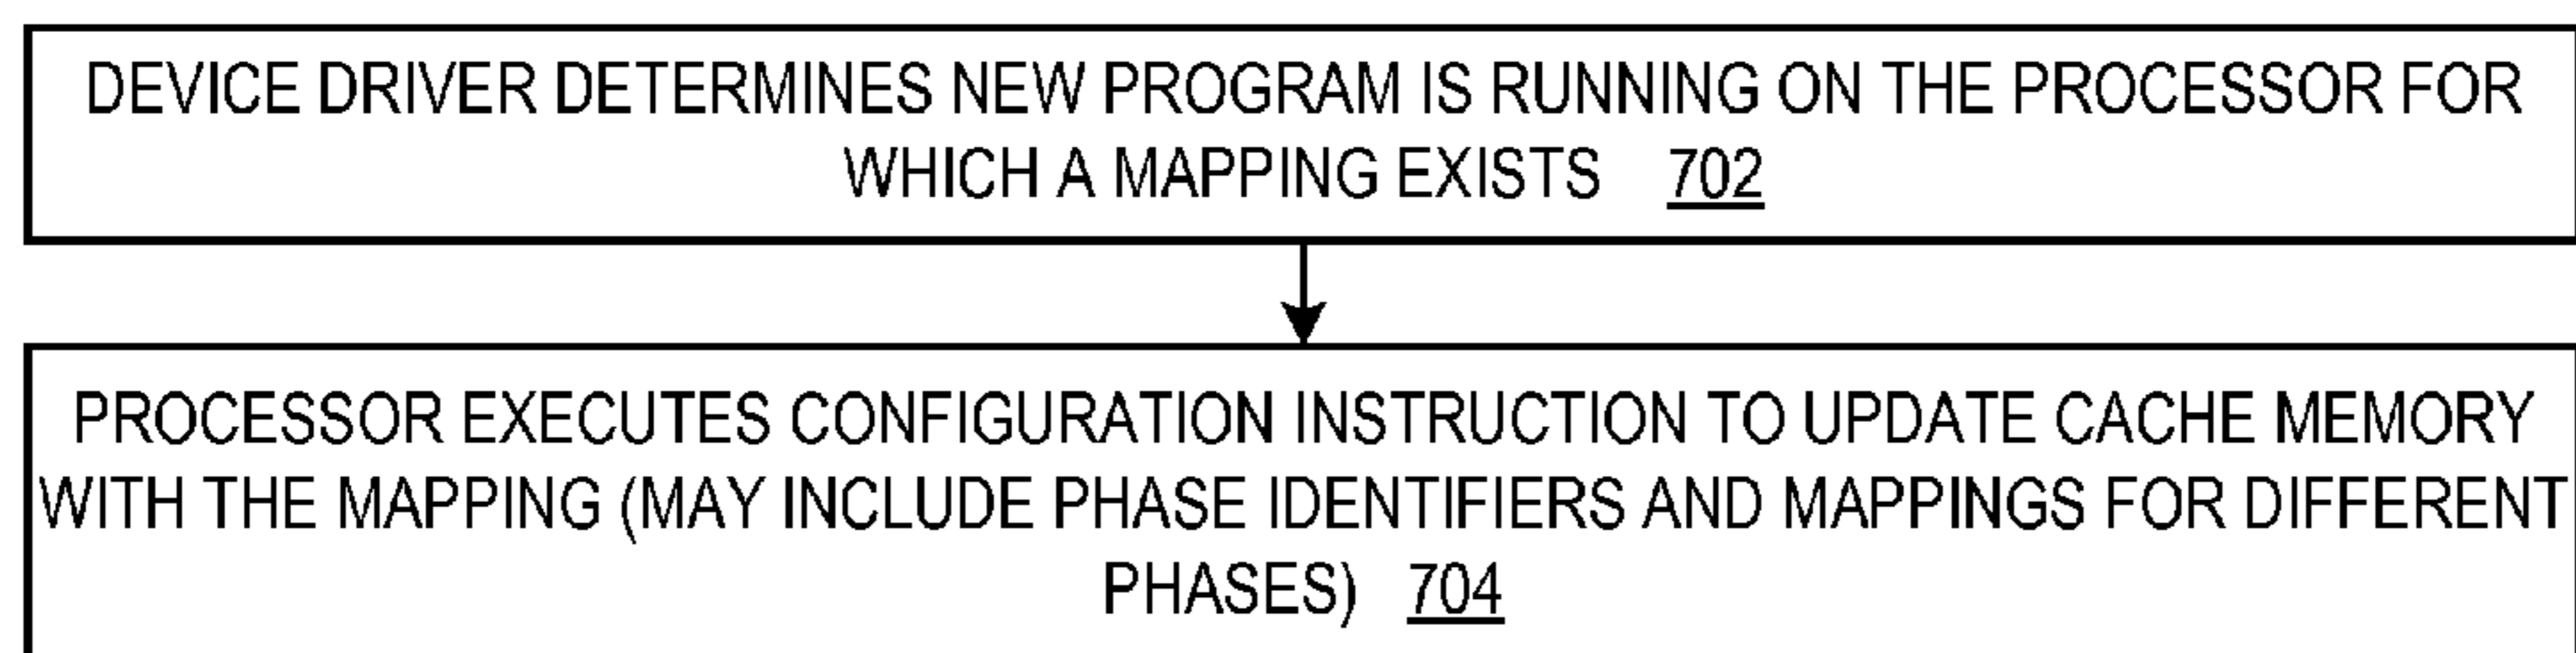 DEVICE DRIVER DETERMINES NEW PROGRAM IS RUNNING ON THE PROCESSOR FOR
WHICH A MAPPING EXISTS 702
PROCESSOR EXECUTES CONFIGURATION INSTRUCTION TO UPDATE CACHE MEMORY
WITH THE MAPPING (MAY INCLUDE PHASE IDENTIFIERS AND MAPPINGS FOR DIFFERENT
PHASES) 704